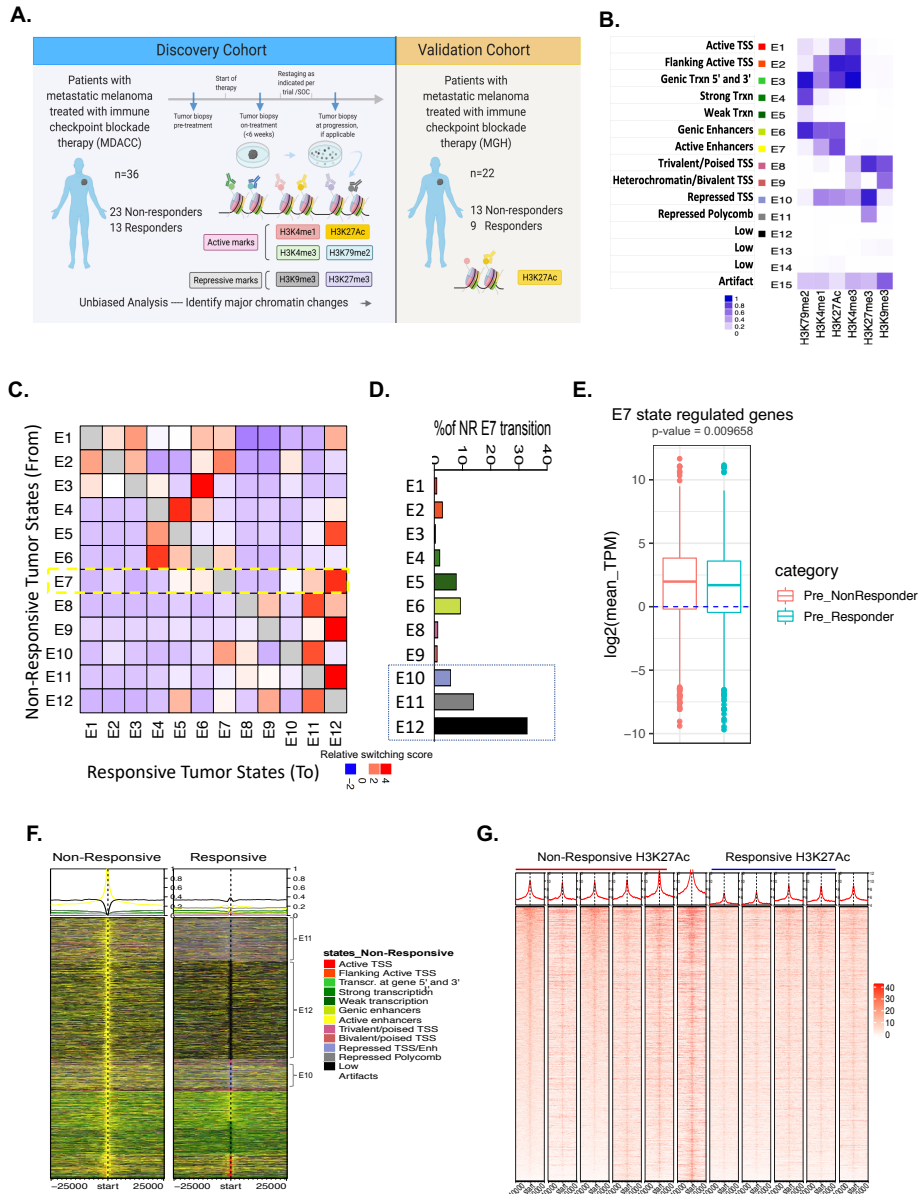 A.
Discovery Cohort
Validation Cohort
Patients with
metastatic melanoma
treated with immune
checkpoint blockade
therapy (MDACC)
n=36
23 Non-responders
13 Responders
Start of
therapy
Restaging as
indicated per
trial /SOC
Tumor biopsy
pre-treatment
Tumor biopsy
on-treatment
(<6 weeks)
Tumor biopsy
at progression,
if applicable
Active marks
H3K4me1
H3K27Ac
H3K4me3
H3K79me2
Repressive marks
H3K9me3
H3K27me3
Unbiased Analysis ---- Identify major chromatin changes
Patients with
metastatic melanoma
treated with immune
checkpoint blockade
therapy (MGH)
n=22
13 Non-responders
9 Responders
H3K27Ac
B.
Active TSS E1
Flanking Active TSS E2
Genic Trxn 5' and 3' E3
Strong Trxn E4
Weak Trxn E5
Genic Enhancers E6
Active Enhancers E7
Trivalent/Poised TSS E8
Heterochromatin/Bivalent TSS E9
Repressed TSS E10
Repressed Polycomb E11
Low E12
Low E13
Low E14
Artifact E15
1
0.8
0.6
0.4
0.2
0
H3K79me2
H3K4me1
H3K27Ac
H3K4me3
H3K27me3
H3K9me3
C.
Non-Responsive Tumor States (From)
E1
E2
E3
E4
E5
E6
E7
E8
E9
E10
E11
E12
E1 E2 E3 E4 E5 E6 E7 E8 E9 E10 E11 E12
Responsive Tumor States (To)
Relative switching score
-2 0 2 4
D.
%of NR E7 transition
0 10 20 30 40
E1
E2
E3
E4
E5
E6
E8
E9
E10
E11
E12
E.
E7 state regulated genes
p-value = 0.009658
log2(mean_TPM)
10
5
0
−5
−10
category
Pre_NonResponder
Pre_Responder
F.
Non-Responsive Responsive
1
0.8
0.6
0.4
0.2
0
1
0.8
0.6
0.4
0.2
0
E11
E12
E10
−25000 start 25000
−25000 start 25000
states_Non-Responsive
Active TSS
Flanking Active TSS
Transcr. at gene 5' and 3'
Strong transcription
Weak transcription
Genic enhancers
Active enhancers
Trivalent/poised TSS
Bivalent/poised TSS
Repressed TSS/Enh
Repressed Polycomb
Low
Artifacts
G.
Non-Responsive H3K27Ac Responsive H3K27Ac
40
30
20
10
0